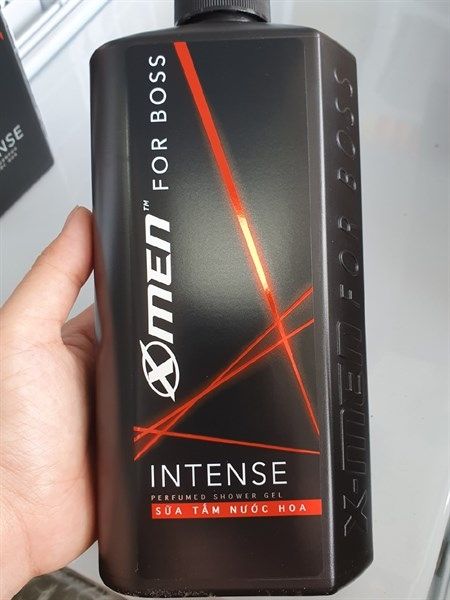 X-MEN™ FOR BOSS
INTENSE
PERFUMED SHOWER GEL
SỮA TẮM NƯỚC HOA
X-MEN FOR BOSS